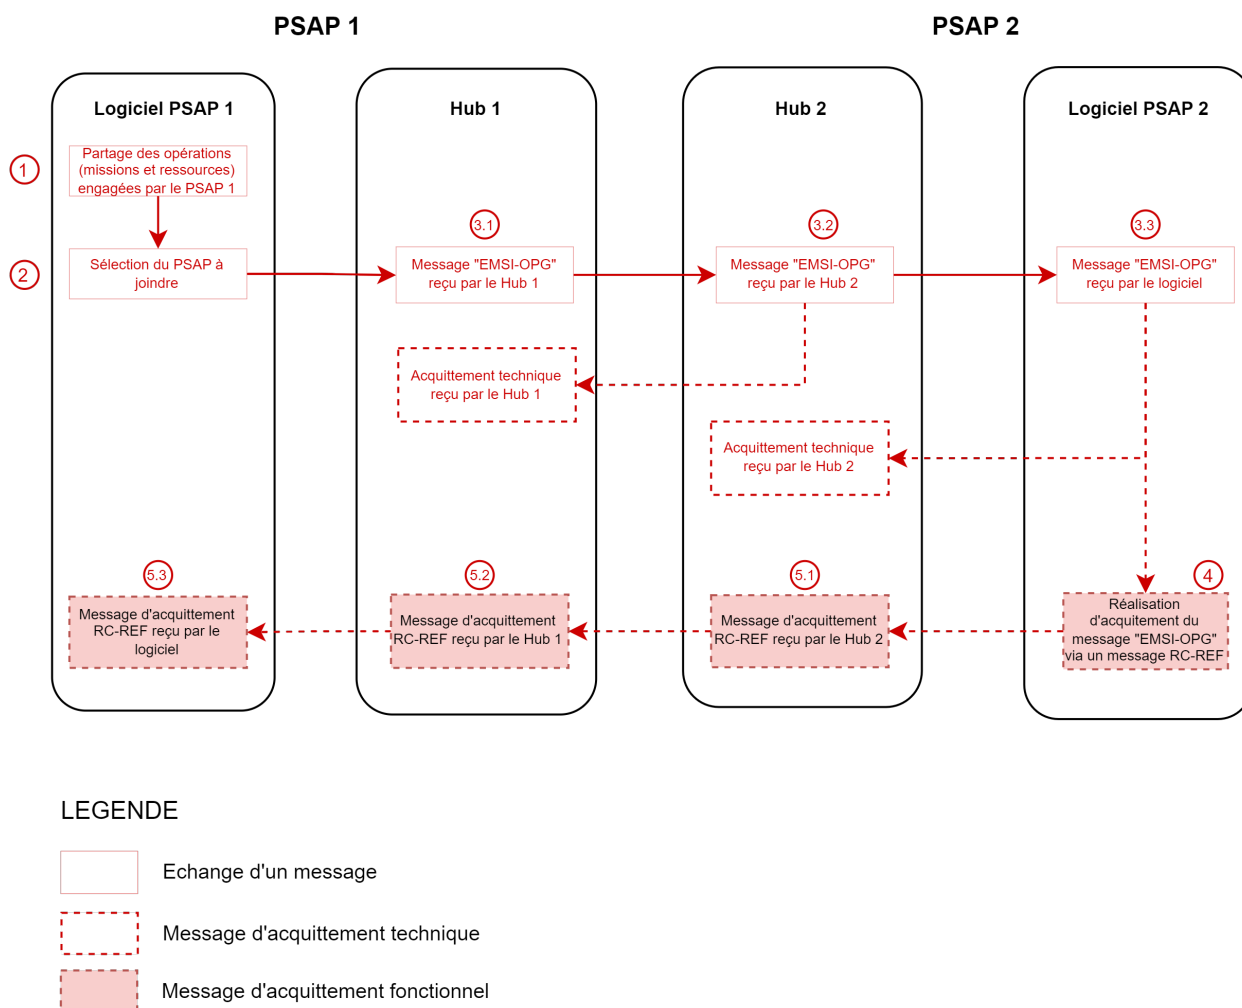 PSAP 1
PSAP 2
Logiciel PSAP 1
Hub 1
Hub 2
Logiciel PSAP 2
1
Partage des opérations
(missions et ressources)
engagées par le PSAP 1
3.1
3.2
3.3
2
Sélection du PSAP à
joindre
Message "EMSI-OPG"
reçu par le Hub 1
Message "EMSI-OPG"
reçu par le Hub 2
Message "EMSI-OPG"
reçu par le logiciel
Acquittement technique
reçu par le Hub 1
Acquittement technique
reçu par le Hub 2
5.3
5.2
5.1
4
Message d'acquittement
RC-REF reçu par le
logiciel
Message d'acquittement
RC-REF reçu par le Hub 1
Message d'acquittement
RC-REF reçu par le Hub 2
Réalisation
d'acquitement du
message "EMSI-OPG"
via un message RC-REF
LEGENDE
Echange d'un message
Message d'acquittement technique
Message d'acquittement fonctionnel